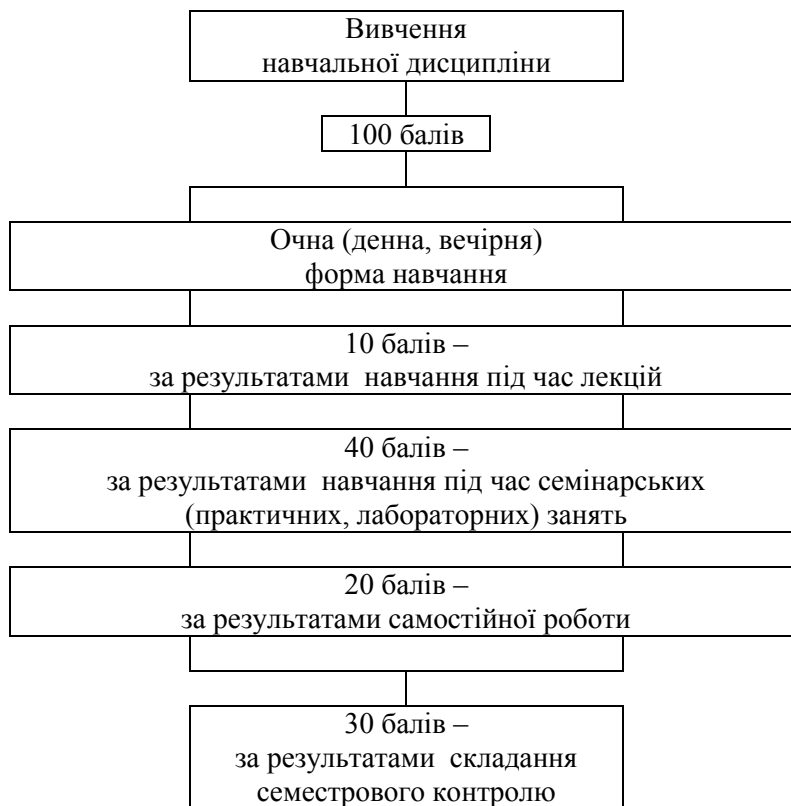 Вивчення
навчальної дисципліни
100 балів
Очна (денна, вечірня)
форма навчання
10 балів –
за результатами навчання під час лекцій
40 балів –
за результатами навчання під час семінарських
(практичних, лабораторних) занять
20 балів –
за результатами самостійної роботи
30 балів –
за результатами складання
семестрового контролю